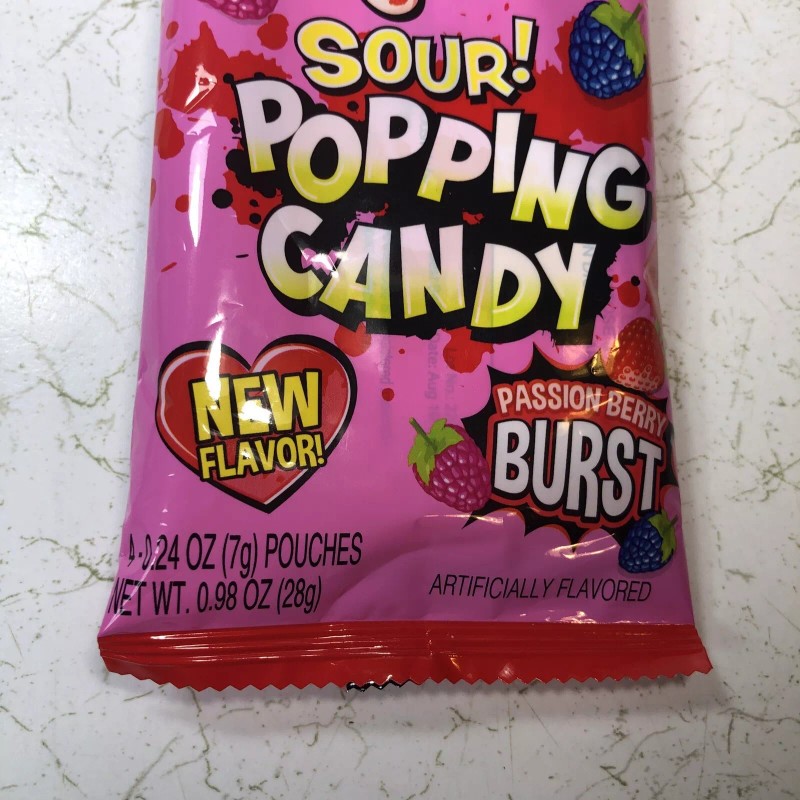 SOUR!
POPPING
CANDY
NEW
FLAVOR!
PASSION BERRY
BURST
4-0.24 OZ (7g) POUCHES
NET WT. 0.98 OZ (28g)
ARTIFICIALLY FLAVORED